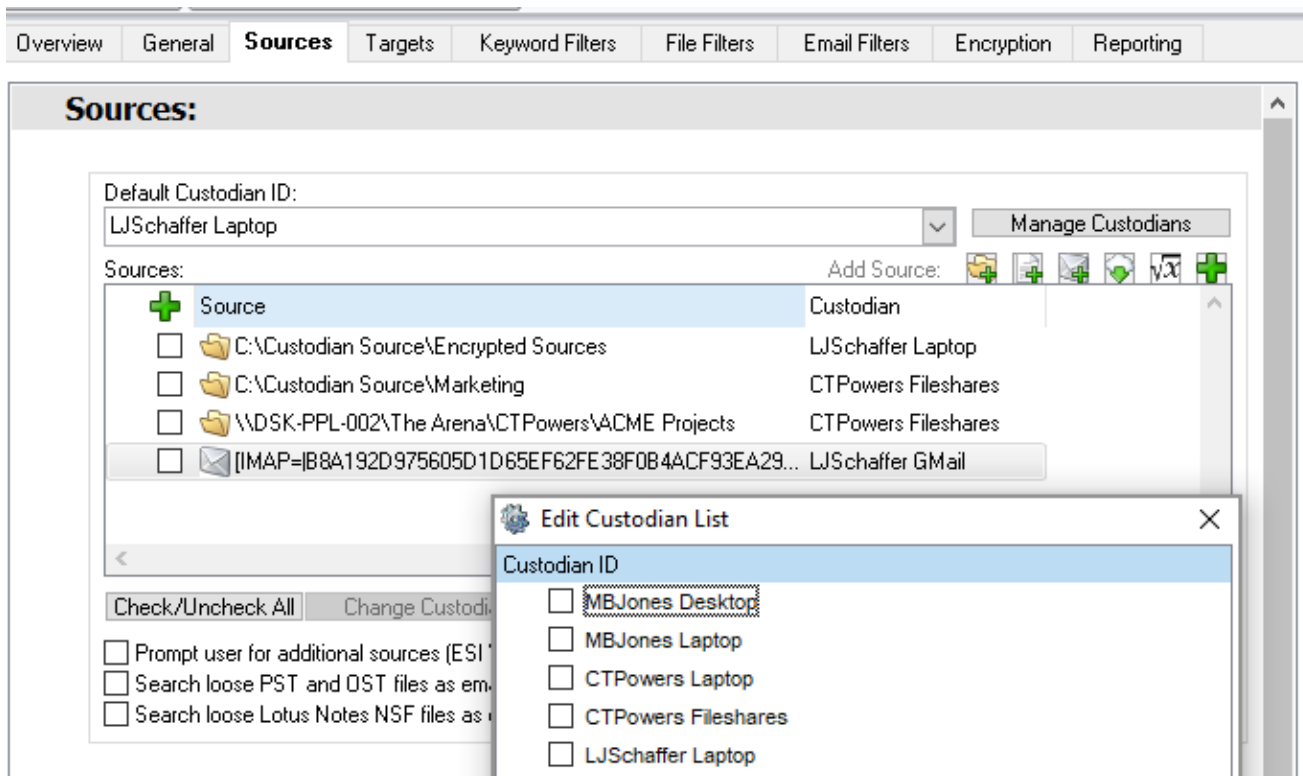 Overview General Sources Targets Keyword Filters File Filters Email Filters Encryption Reporting
Sources:
Default Custodian ID:
LJSchaffer Laptop Manage Custodians
Sources: Add Source:
Source Custodian
C:\Custodian Source\Encrypted Sources LJSchaffer Laptop
C:\Custodian Source\Marketing CTPowers Fileshares
\\DSK-PPL-002\The Arena\CTPowers\ACME Projects CTPowers Fileshares
[IMAP=|B8A192D975605D1D65EF62FE38F0B4ACF93EA29... LJSchaffer GMail
Edit Custodian List
Custodian ID
MBJones Desktop
Check/Uncheck All Change Custodi
MBJones Laptop
Prompt user for additional sources (ESI
CTPowers Laptop
Search loose PST and OST files as ema
CTPowers Fileshares
Search loose Lotus Notes NSF files as
LJSchaffer Laptop